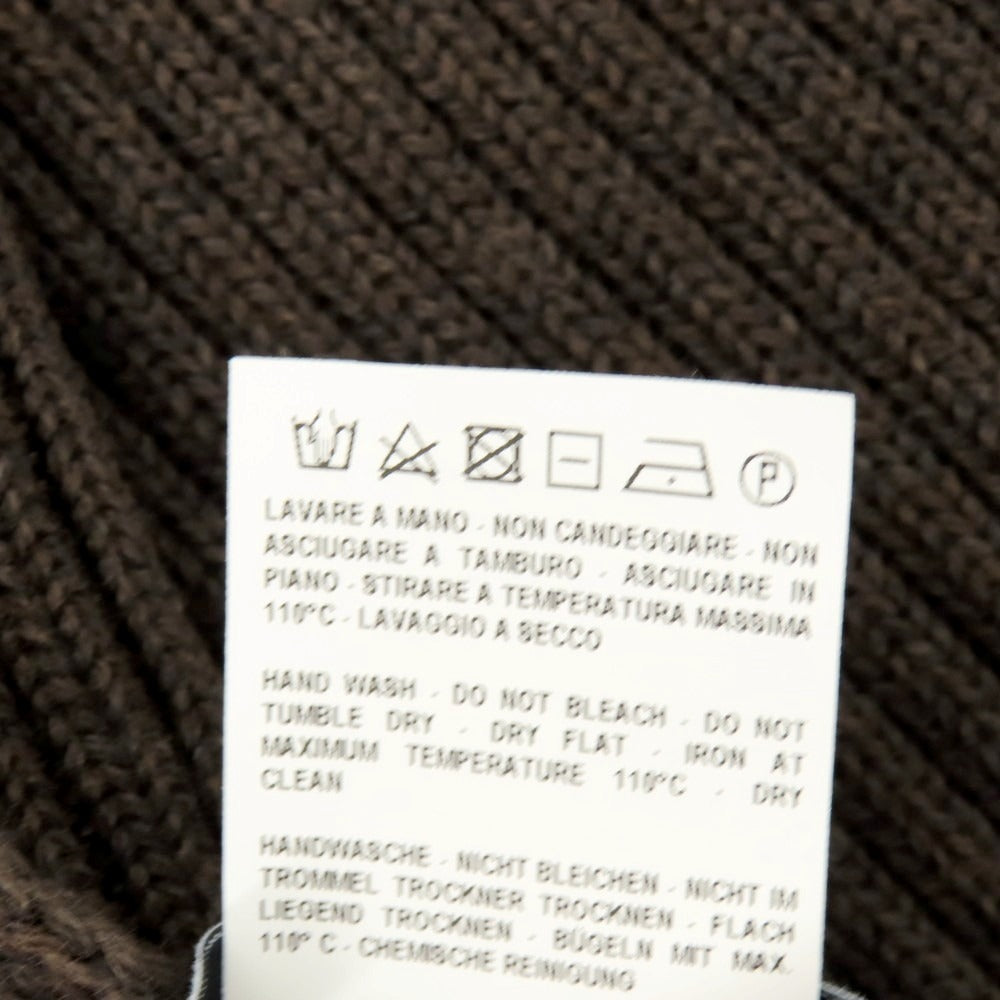 P
LAVARE A MANO - NON CANDEGGIARE - NON
ASCIUGARE A TAMBURO - ASCIUGARE IN
PIANO - STIRARE A TEMPERATURA MASSIMA
110°C - LAVAGGIO A SECCO
HAND WASH - DO NOT BLEACH - DO NOT
TUMBLE DRY - DRY FLAT - IRON AT
MAXIMUM TEMPERATURE 110°C - DRY
CLEAN
HANDWASCHE - NICHT BLEICHEN - NICHT IM
TROMMEL TROCKNER TROCKNEN - FLACH
LIEGEND TROCKNEN - BÜGELN MIT MAX.
110° C - CHEMISCHE REINIGUNG